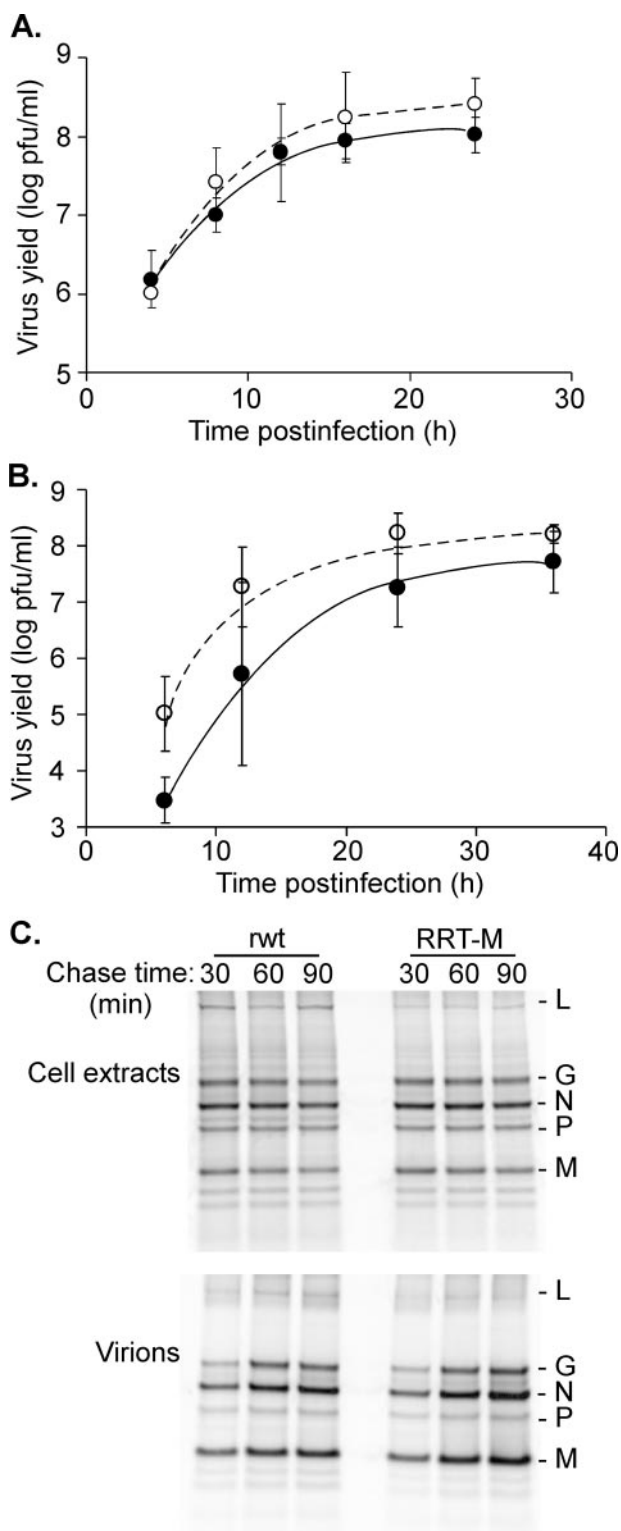 A.
Virus yield (log pfu/ml)
9
8
7
6
5
0 10 20 30
Time postinfection (h)
B.
Virus yield (log pfu/ml)
9
8
7
6
5
4
3
0 10 20 30 40
Time postinfection (h)
C.
rwt RRT-M
Chase time: 30 60 90 30 60 90
(min)
- L
Cell extracts
- G
- N
- P
- M
- L
Virions
- G
- N
- P
- M